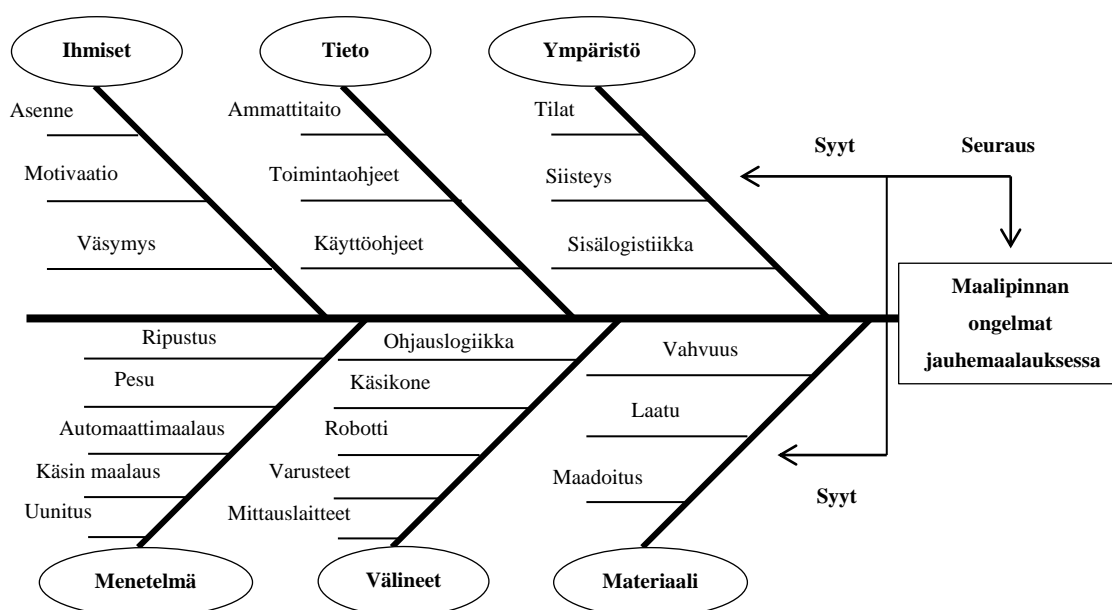 Ihmiset
Tieto
Ympäristö
Asenne
Ammattitaito
Tilat
Syyt
Seuraus
Motivaatio
Toimintaohjeet
Siisteys
Väsymys
Käyttöohjeet
Sisälogistiikka
Maalipinnan
ongelmat
jauhemaalauksessa
Ripustus
Ohjauslogiikka
Vahvuus
Pesu
Käsikone
Laatu
Automaattimaalaus
Robotti
Käsin maalaus
Varusteet
Maadoitus
Uunitus
Mittauslaitteet
Syyt
Menetelmä
Välineet
Materiaali